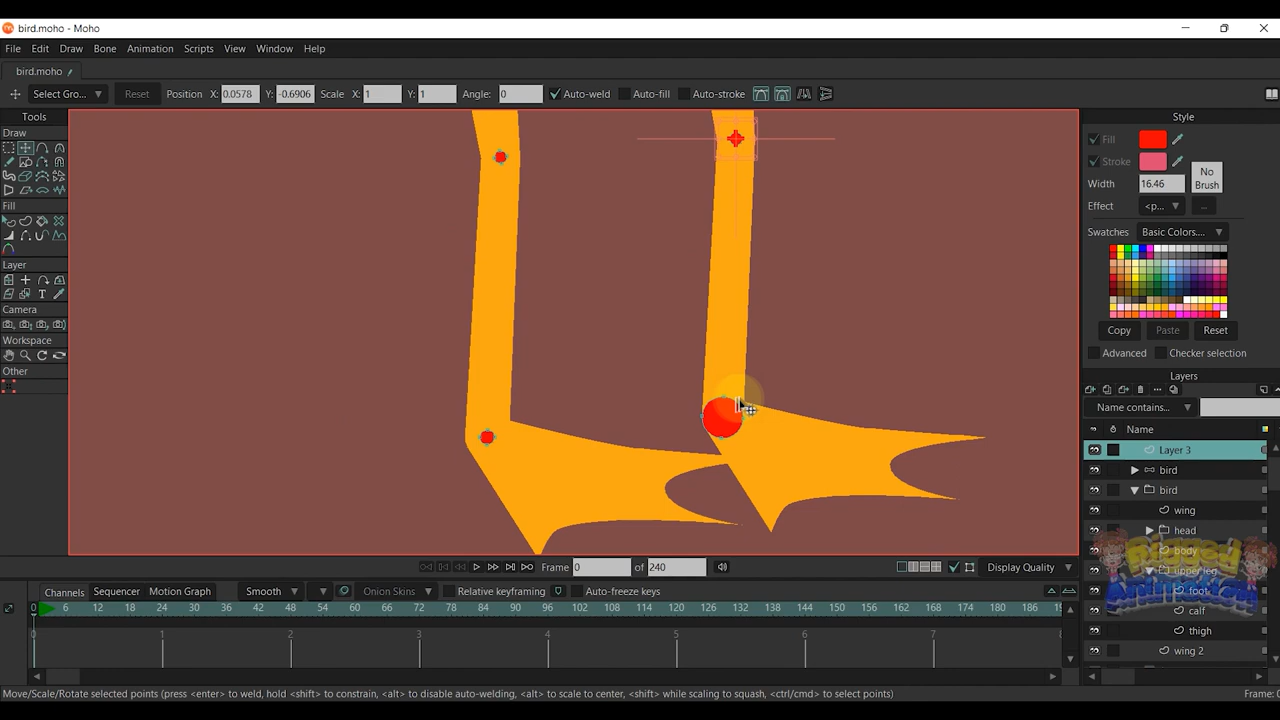 bird.moho - Moho
File Edit Draw Bone Animation Scripts View Window Help
bird.moho
Select Gro... Reset Position X: 0.0578 Y: -0.6906 Scale X: 1 Y: 1 Angle: 0 Auto-weld Auto-fill Auto-stroke
Tools
Draw
Fill
Layer
Camera
Workspace
Other
Style
Fill
Stroke
Width 16.46 No Brush
Effect <p... ...
Swatches Basic Colors....
Copy Paste Reset
Advanced Checker selection
Layers
Name contains...
Name
Layer 3
bird
bird
wing
head
body
upper leg
foot
calf
thigh
wing 2
Rigged
Animation
Frame 0 of 240 Display Quality
Channels Sequencer Motion Graph Smooth Onion Skins Relative keyframing Auto-freeze keys
0 6 12 18 24 30 36 42 48 54 60 66 72 78 84 90 96 102 108 114 120 126 132 138 144 150 156 162 168 174 180 186 19
0 1 2 3 4 5 6 7 8
Move/Scale/Rotate selected points (press <enter> to weld, hold <shift> to constrain, <alt> to disable auto-welding, <alt> to scale to center, <shift> while scaling to squash, <ctrl/cmd> to select points)
Frame: 0